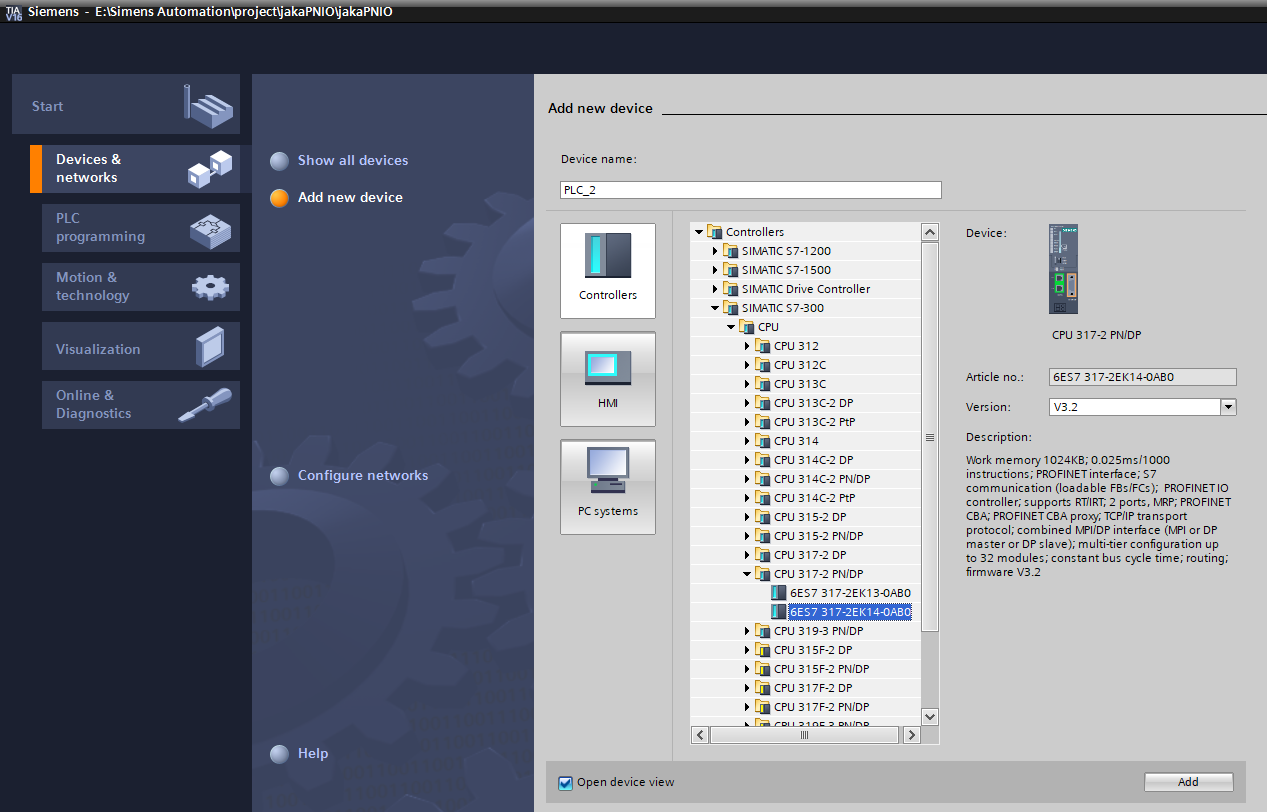 TIA V16 Siemens - E:\Simens Automation\project\jakaPNIO\jakaPNIO
Start
Devices &
networks
PLC
programming
Motion &
technology
Visualization
Online &
Diagnostics
Show all devices
Add new device
Configure networks
Help
Add new device
Device name:
PLC_2
Controllers
HMI
PC systems
Controllers
SIMATIC S7-1200
SIMATIC S7-1500
SIMATIC Drive Controller
SIMATIC S7-300
CPU
CPU 312
CPU 312C
CPU 313C
CPU 313C-2 DP
CPU 313C-2 PtP
CPU 314
CPU 314C-2 DP
CPU 314C-2 PN/DP
CPU 314C-2 PtP
CPU 315-2 DP
CPU 315-2 PN/DP
CPU 317-2 DP
CPU 317-2 PN/DP
6ES7 317-2EK13-0AB0
6ES7 317-2EK14-0AB0
CPU 319-3 PN/DP
CPU 315F-2 DP
CPU 315F-2 PN/DP
CPU 317F-2 DP
CPU 317F-2 PN/DP
CPU 319F-3 PN/DP
Device:
CPU 317-2 PN/DP
Article no.: 6ES7 317-2EK14-0AB0
Version: V3.2
Description:
Work memory 1024KB; 0.025ms/1000
instructions; PROFINET interface; S7
communication (loadable FBs/FCs); PROFINET IO
controller; supports RT/IRT; 2 ports, MRP; PROFINET
CBA; PROFINET CBA proxy; TCP/IP transport
protocol; combined MPI/DP interface (MPI or DP
master or DP slave); multi-tier configuration up
to 32 modules; constant bus cycle time; routing;
firmware V3.2
Open device view
Add